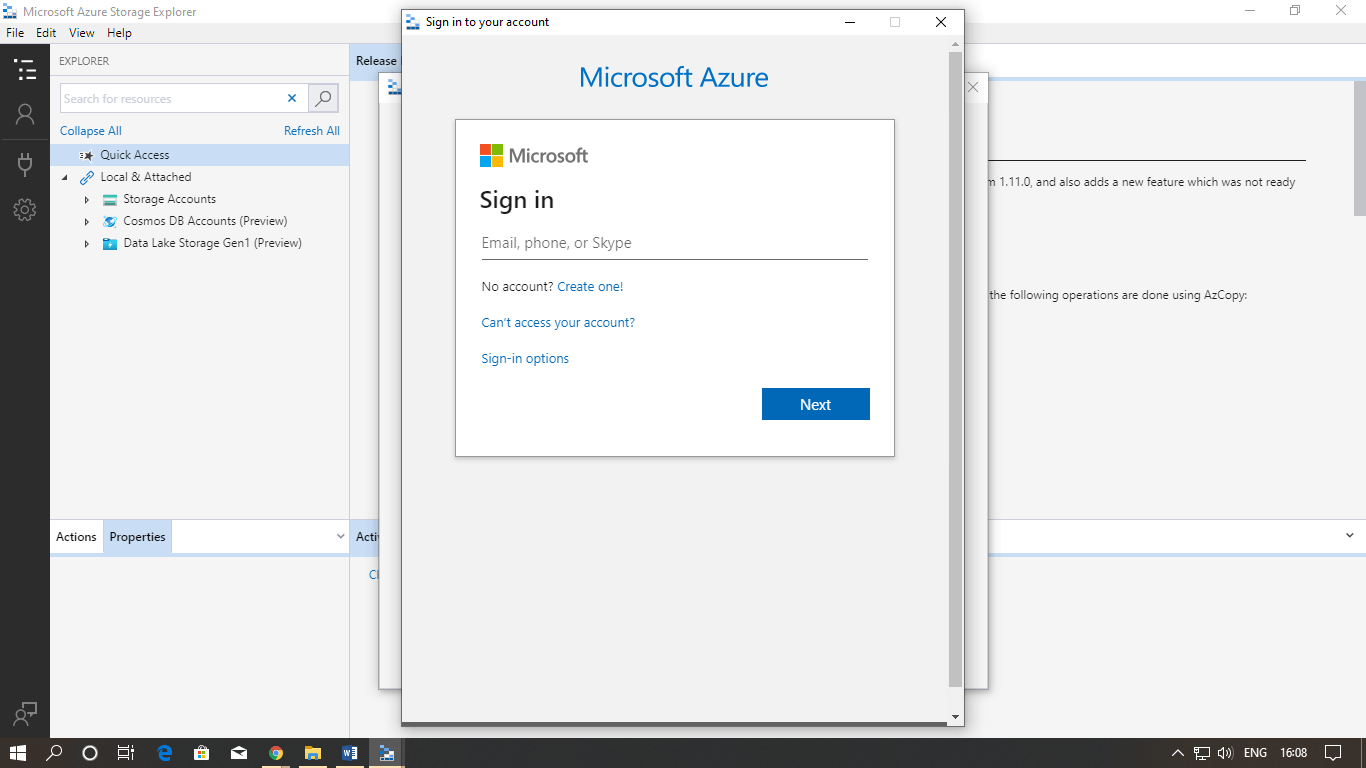 Microsoft Azure Storage Explorer
File Edit View Help
EXPLORER
Search for resources
Collapse All Refresh All
Quick Access
Local & Attached
Storage Accounts
Cosmos DB Accounts (Preview)
Data Lake Storage Gen1 (Preview)
Actions Properties
Release
1.11.0, and also adds a new feature which was not ready
the following operations are done using AzCopy:
Sign in to your account
Microsoft Azure
Microsoft
Sign in
Email, phone, or Skype
No account? Create one!
Can't access your account?
Sign-in options
Next
ENG 16:08